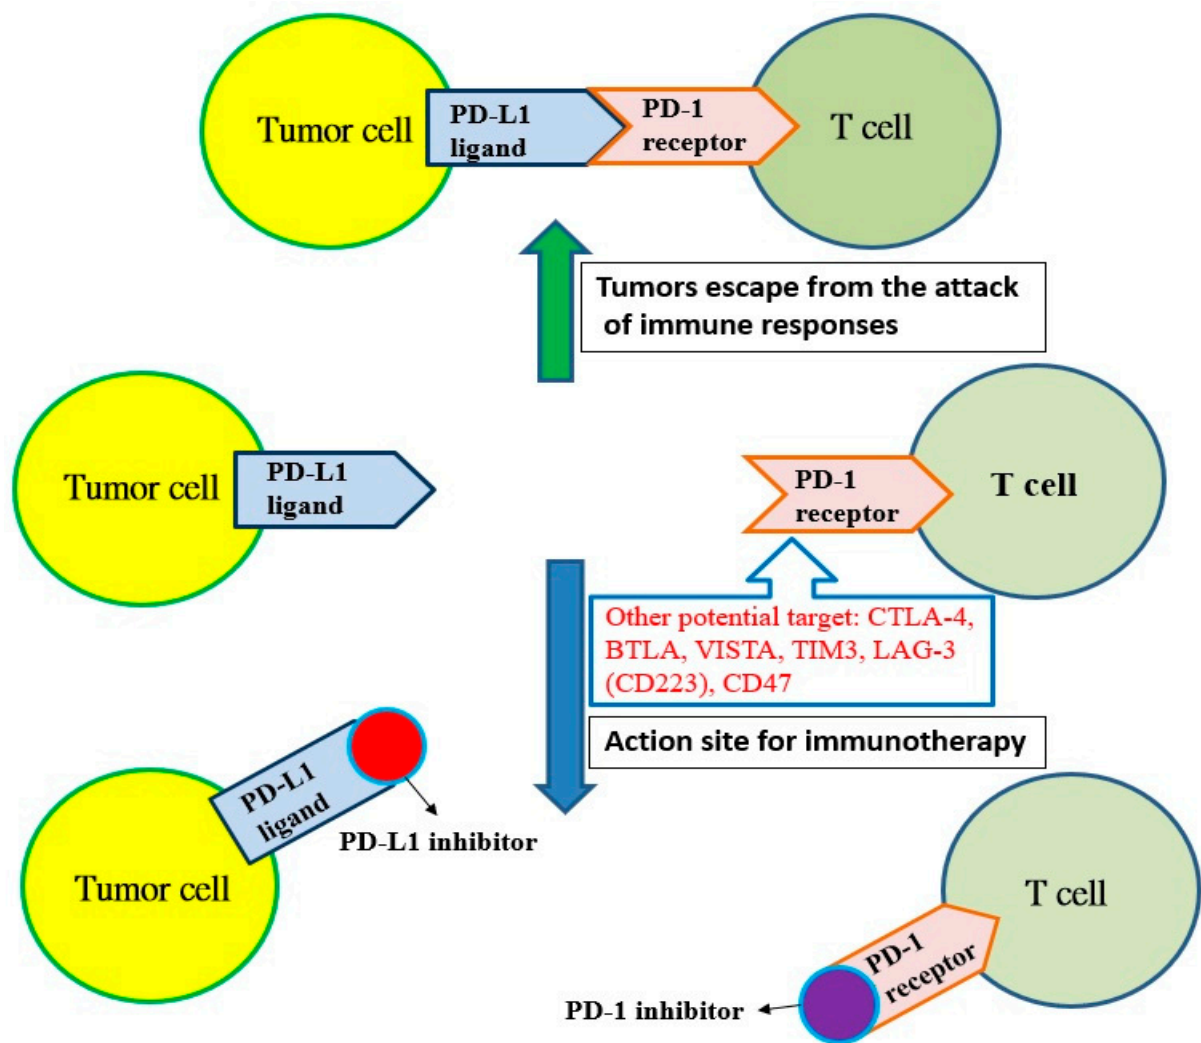 Tumor cell
PD-L1
ligand
PD-1
receptor
T cell
Tumors escape from the attack
of immune responses
Tumor cell
PD-L1
ligand
PD-1
receptor
T cell
Other potential target: CTLA-4,
BTLA, VISTA, TIM3, LAG-3
(CD223), CD47
Action site for immunotherapy
PD-L1
ligand
PD-L1 inhibitor
Tumor cell
T cell
PD-1
receptor
PD-1 inhibitor